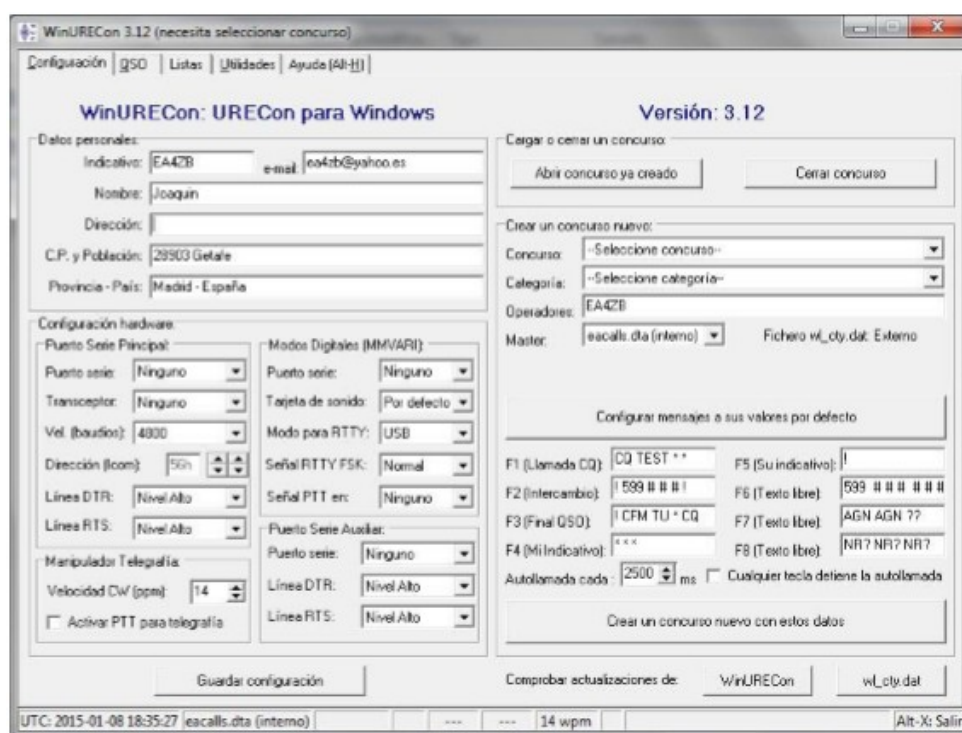 WinURECon 3.12 (necesita seleccionar concurso)
Configuración QSO Listas Utilidades Ayuda (Alt-H)
WinURECon: URECon para Windows
Versión: 3.12
Datos personales:
Indicativo: EA4ZB e-mail: ea4zb@yahoo.es
Nombre: Joaquin
Dirección:
C.P. y Población: 28903 Getafe
Provincia - País: Madrid - España
Configuración hardware:
Puerto Serie Principal:
Puerto serie: Ninguno
Transceptor: Ninguno
Vel. (baudios): 4800
Dirección (Icom): 56h
Línea DTR: Nivel Alto
Línea RTS: Nivel Alto
Manipulador Telegrafía:
Velocidad CW (ppm): 14
Activar PTT para telegrafía
Modos Digitales (MMVARI):
Puerto serie: Ninguno
Tarjeta de sonido: Por defecto
Modo para RTTY: USB
Señal RTTY FSK: Normal
Señal PTT en: Ninguno
Puerto Serie Auxiliar:
Puerto serie: Ninguno
Línea DTR: Nivel Alto
Línea RTS: Nivel Alto
Guardar configuración
Cargar o cerrar un concurso:
Abrir concurso ya creado Cerrar concurso
Crear un concurso nuevo:
Concurso: --Seleccione concurso--
Categoría: --Seleccione categoría--
Operadores: EA4ZB
Master: eacalls.dta (interno) Fichero wl_cty.dat: Externo
Configurar mensajes a sus valores por defecto
F1 (Llamada CQ): CQ TEST * * F5 (Su indicativo): !
F2 (Intercambio): ! 599 # # # ! F6 (Texto libre): 599 # # # # # #
F3 (Final QSO): ! CFM TU * CQ F7 (Texto libre): AGN AGN ??
F4 (Mi Indicativo): * * * F8 (Texto libre): NR? NR? NR?
Autollamada cada : 2500 ms Cualquier tecla detiene la autollamada
Crear un concurso nuevo con estos datos
Comprobar actualizaciones de: WinURECon wl_cty.dat
UTC: 2015-01-08 18:35:27 eacalls.dta (interno) --- --- 14 wpm Alt-X: Salir